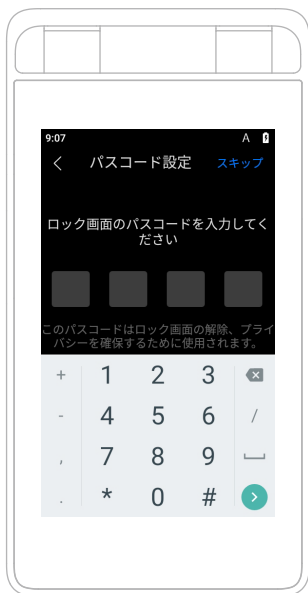 9:07 A
パスコード設定 スキップ
ロック画面のパスコードを入力してく
ださい
このパスコードはロック画面の解除、プライ
バシーを確保するために使用されます。
+ 1 2 3
- 4 5 6 /
, 7 8 9
. * 0 #